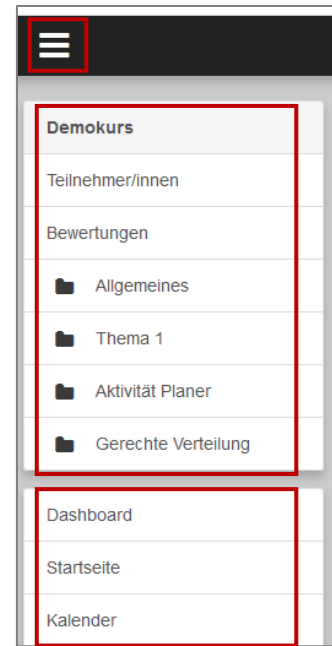 Demokurs
Teilnehmer/innen
Bewertungen
Allgemeines
Thema 1
Aktivität Planer
Gerechte Verteilung
Dashboard
Startseite
Kalender